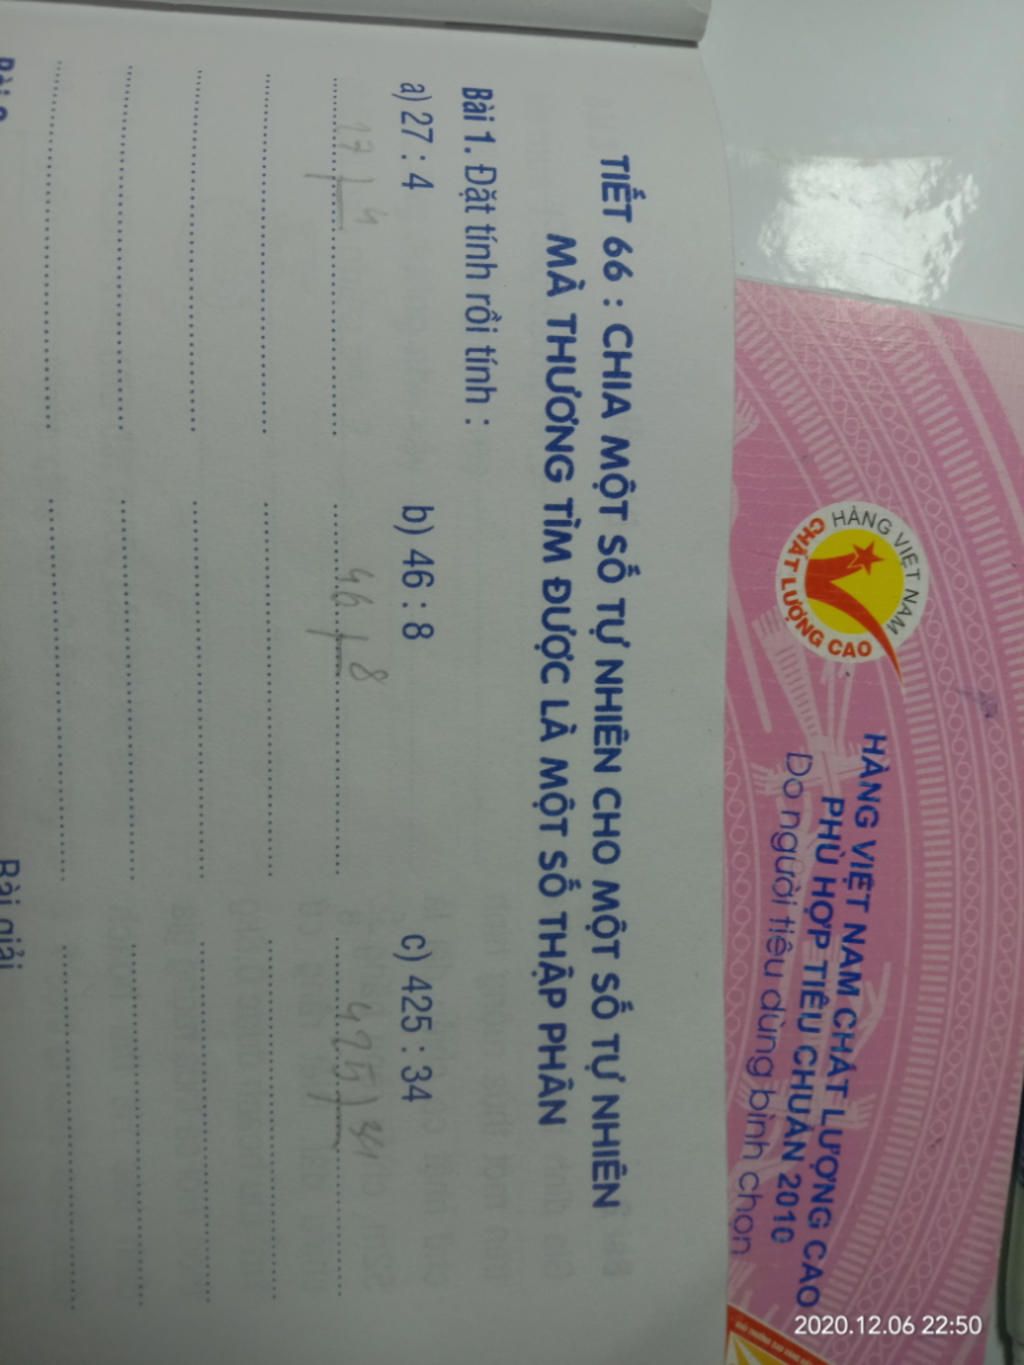 TIẾT 66 : CHIA MỘT SỐ TỰ NHIÊN CHO MỘT SỐ TỰ NHIÊN
MÀ THƯƠNG TÌM ĐƯỢC LÀ MỘT SỐ THẬP PHÂN
Bài 1. Đặt tính rồi tính :
a) 27 : 4
b) 46 : 8
c) 425 : 34
4
46 8
425 34
Bài giải
HÀNG VIỆT NAM
CHẤT LƯỢNG CAO
HÀNG VIỆT NAM CHẤT LƯỢNG CAO
PHÙ HỢP TIÊU CHUẨN 2010
Do người tiêu dùng bình chọn
2020.12.06 22:50